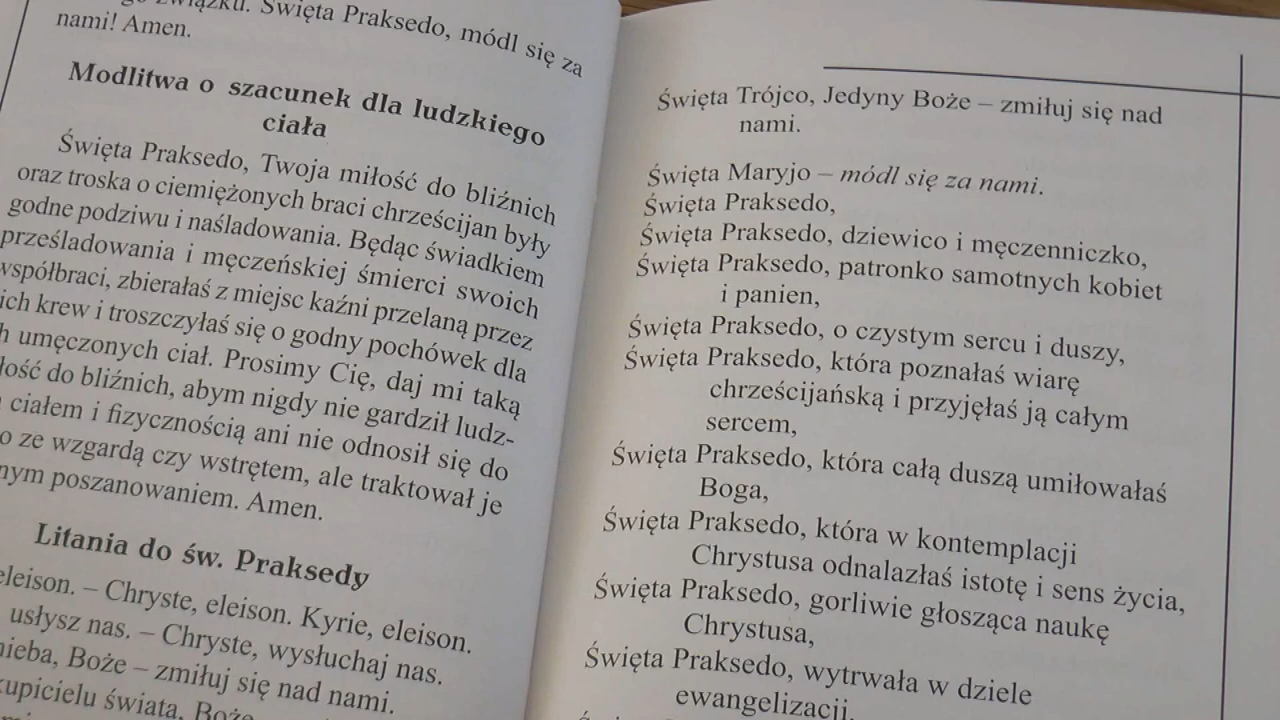 związku. Święta Praksedo, módl się za
nami! Amen.
Modlitwa o szacunek dla ludzkiego
ciała
Święta Praksedo, Twoja miłość do bliźnich
oraz troska o ciemiężonych braci chrześcijan były
godne podziwu i naśladowania. Będąc świadkiem
prześladowania i męczeńskiej śmierci swoich
współbraci, zbierałaś z miejsc kaźni przelaną przez
ich krew i troszczyłaś się o godny pochówek dla
umęczonych ciał. Prosimy Cię, daj mi taką
do bliźnich, abym nigdy nie gardził ludz-
ciałem i fizycznością ani nie odnosił się do
ze wzgardą czy wstrętem, ale traktował je
poszanowaniem. Amen.
Litania do św. Praksedy
eleison. – Chryste, eleison. Kyrie, eleison.
usłysz nas. – Chryste, wysłuchaj nas.
nieba, Boże – zmiłuj się nad nami.
świata, Boże
Święta Trójco, Jedyny Boże – zmiłuj się nad
nami.
Święta Maryjo – módl się za nami.
Święta Praksedo,
Święta Praksedo, dziewico i męczenniczko,
Święta Praksedo, patronko samotnych kobiet
i panien,
Święta Praksedo, o czystym sercu i duszy,
Święta Praksedo, która poznałaś wiarę
chrześcijańską i przyjęłaś ją całym
sercem,
Święta Praksedo, która całą duszą umiłowałaś
Boga,
Święta Praksedo, która w kontemplacji
Chrystusa odnalazłaś istotę i sens życia,
Święta Praksedo, gorliwie głosząca naukę
Chrystusa,
Święta Praksedo, wytrwała w dziele
ewangelizacji,